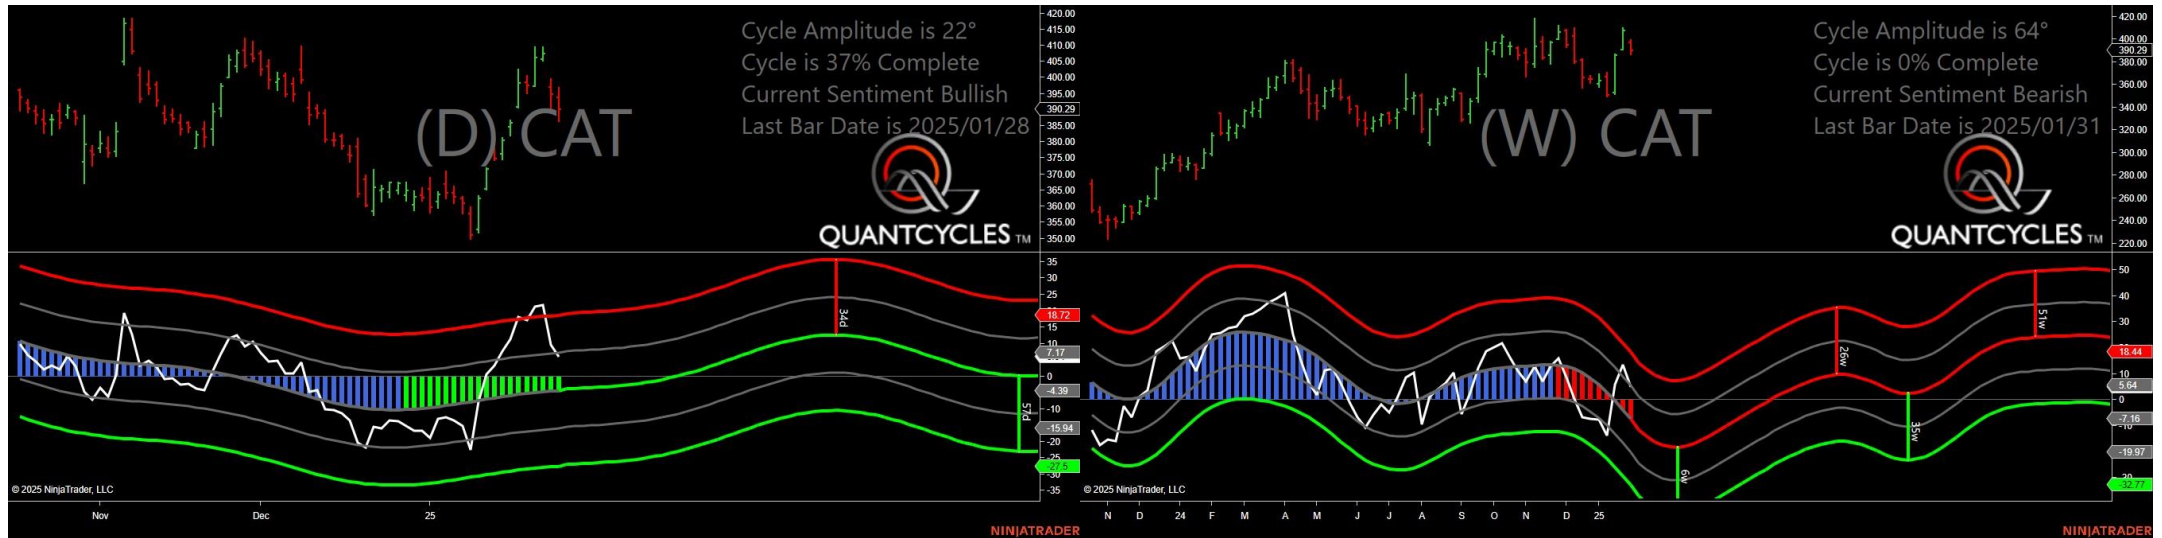 Cycle Amplitude is 22°
Cycle is 37% Complete
Current Sentiment Bullish
Last Bar Date is 2025/01/28
(D) CAT
QUANTCYCLES TM
420.00
415.00
410.00
405.00
400.00
395.00
390.29
385.00
380.00
375.00
370.00
365.00
360.00
355.00
350.00
35
30
25
18.72
15
10
7.17
0
-4.39
-10
-15.94
-20
-25
-27.5
-30
-35
34d
57d
© 2025 NinjaTrader, LLC
Nov
Dec
25
NINJATRADER
Cycle Amplitude is 64°
Cycle is 0% Complete
Current Sentiment Bearish
Last Bar Date is 2025/01/31
(W) CAT
QUANTCYCLES TM
420.00
400.00
390.29
380.00
360.00
340.00
320.00
300.00
280.00
260.00
240.00
220.00
50
40
30
18.44
10
5.64
0
-7.16
-19.97
-32.77
6w
26w
35w
51w
© 2025 NinjaTrader, LLC
N D 24 F M A M J J A S O N D 25
NINJATRADER